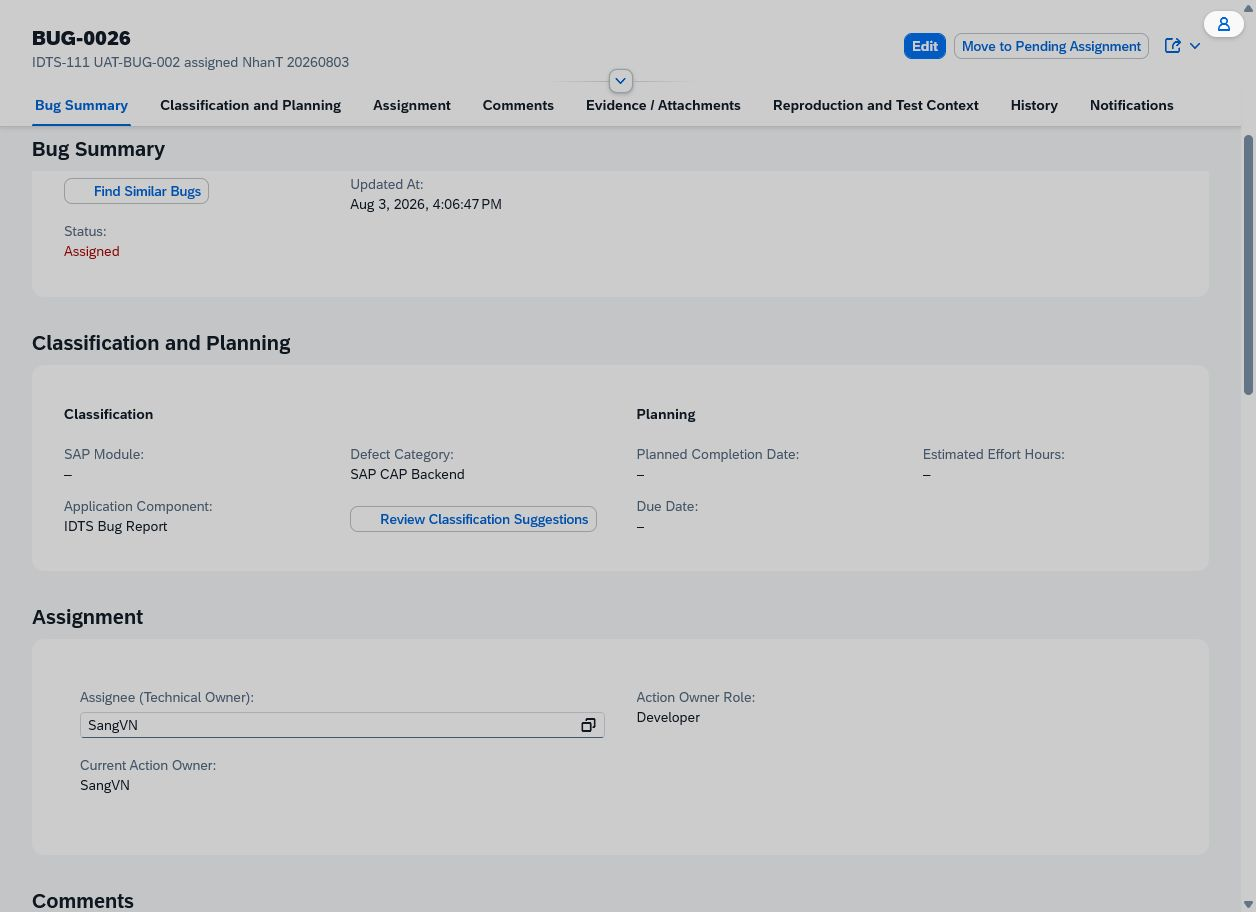 BUG-0026
IDTS-111 UAT-BUG-002 assigned NhanT 20260803
Edit
Move to Pending Assignment
Bug Summary
Classification and Planning
Assignment
Comments
Evidence / Attachments
Reproduction and Test Context
History
Notifications
Bug Summary
Find Similar Bugs
Updated At:
Aug 3, 2026, 4:06:47 PM
Status:
Assigned
Classification and Planning
Classification
Planning
SAP Module:
–
Defect Category:
SAP CAP Backend
Planned Completion Date:
–
Estimated Effort Hours:
–
Application Component:
IDTS Bug Report
Review Classification Suggestions
Due Date:
–
Assignment
Assignee (Technical Owner):
SangVN
Action Owner Role:
Developer
Current Action Owner:
SangVN
Comments